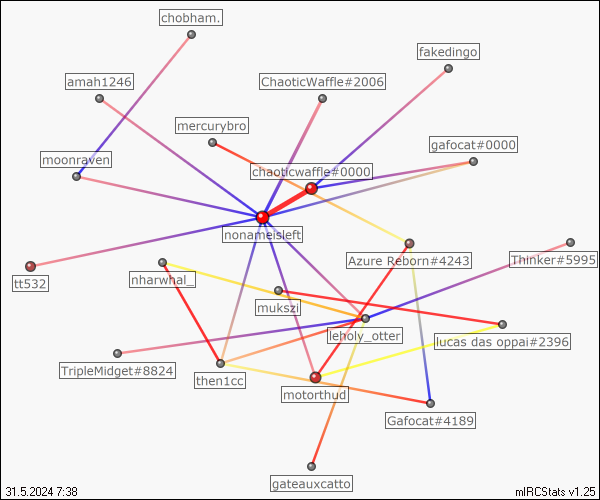 chobham.
fakedingo
amah1246
ChaoticWaffle#2006
mercurybro
gafocat#0000
moonraven
chaoticwaffle#0000
nonameisleft
Azure Reborn#4243
Thinker#5995
tt532
nharwhal_
mukszi
leholy_otter
lucas das oppai#2396
TripleMidget#8824
then1cc
motorthud
Gafocat#4189
gateauxcatto
31.5.2024 7:38
mIRCStats v1.25